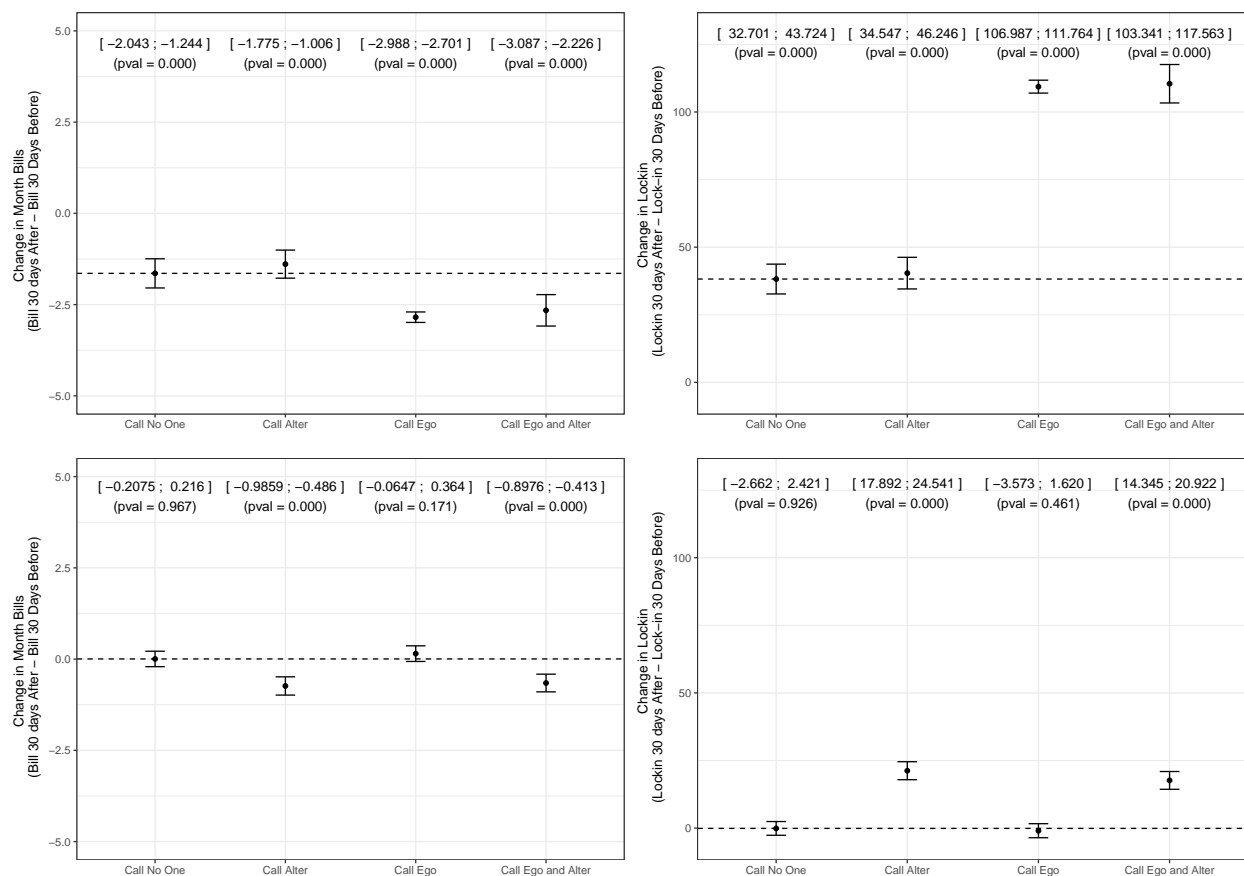 Change in Month Bills
(Bill 30 days After − Bill 30 Days Before)
5.0
2.5
0.0
−2.5
−5.0
[ −2.043 ; −1.244 ] [ −1.775 ; −1.006 ] [ −2.988 ; −2.701 ] [ −3.087 ; −2.226 ]
(pval = 0.000) (pval = 0.000) (pval = 0.000) (pval = 0.000)
Call No One Call Alter Call Ego Call Ego and Alter
Change in Lockin
(Lockin 30 days After − Lock−in 30 Days Before)
100
50
0
[ 32.701 ; 43.724 ] [ 34.547 ; 46.246 ] [ 106.987 ; 111.764 ] [ 103.341 ; 117.563 ]
(pval = 0.000) (pval = 0.000) (pval = 0.000) (pval = 0.000)
Call No One Call Alter Call Ego Call Ego and Alter
Change in Month Bills
(Bill 30 days After − Bill 30 Days Before)
5.0
2.5
0.0
−2.5
−5.0
[ −0.2075 ; 0.216 ] [ −0.9859 ; −0.486 ] [ −0.0647 ; 0.364 ] [ −0.8976 ; −0.413 ]
(pval = 0.967) (pval = 0.000) (pval = 0.171) (pval = 0.000)
Call No One Call Alter Call Ego Call Ego and Alter
Change in Lockin
(Lockin 30 days After − Lock−in 30 Days Before)
100
50
0
[ −2.662 ; 2.421 ] [ 17.892 ; 24.541 ] [ −3.573 ; 1.620 ] [ 14.345 ; 20.922 ]
(pval = 0.926) (pval = 0.000) (pval = 0.461) (pval = 0.000)
Call No One Call Alter Call Ego Call Ego and Alter